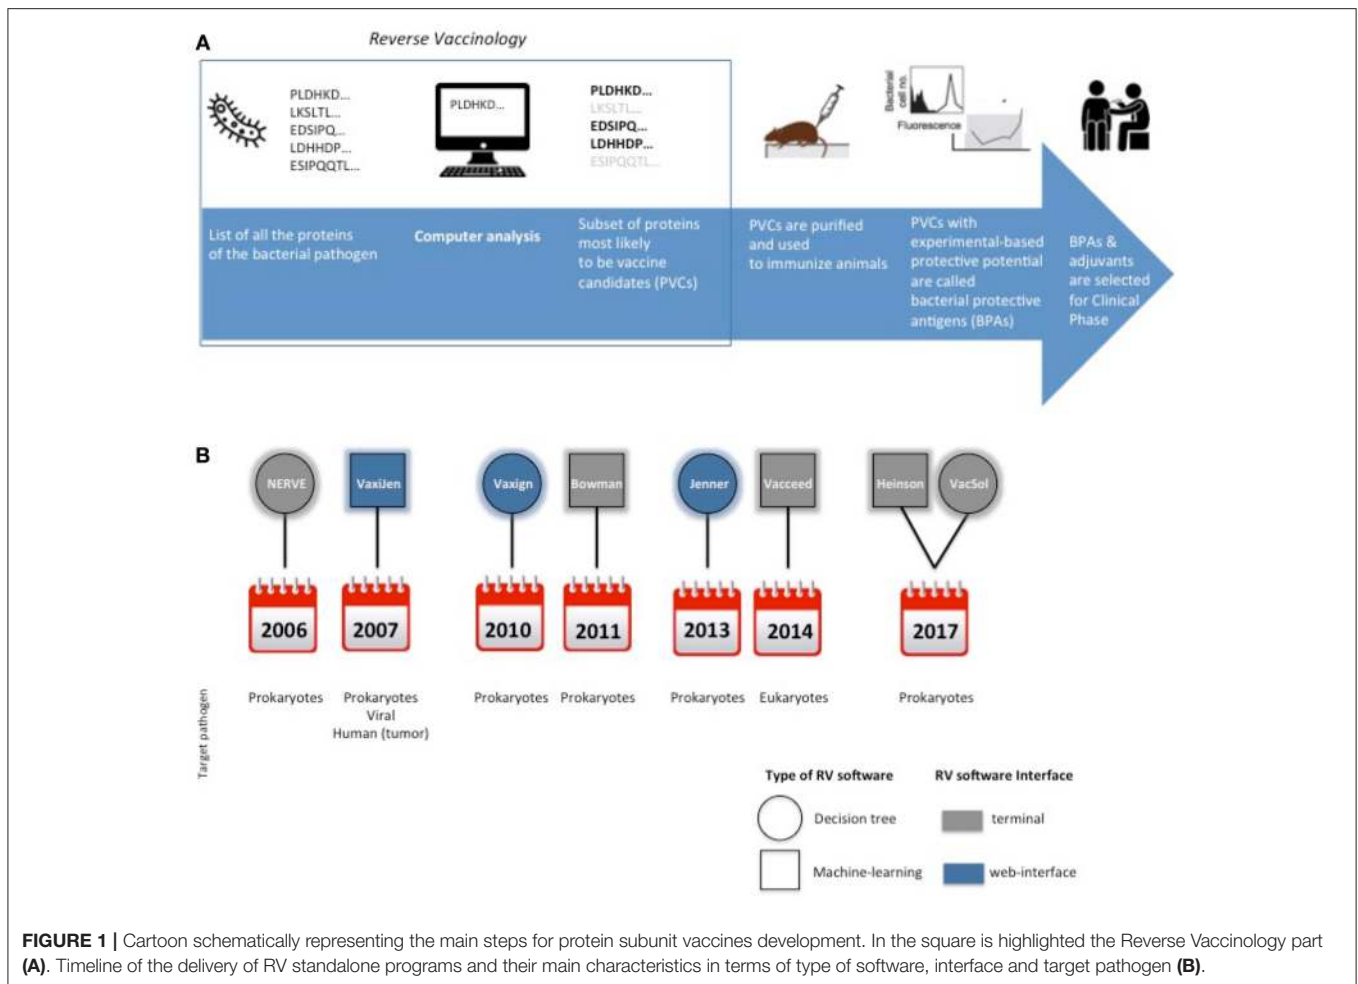 A
Reverse Vaccinology
PLDHKD...
LKSLTL...
EDSIPQ...
LDHHDP...
ESIPQQTL...
PLDHKD...
PLDHKD...
LKSLTL...
EDSIPQ...
LDHHDP...
ESIPQQTL...
Bacterial
cell no.
Fluorescence
List of all the proteins
of the bacterial pathogen
Computer analysis
Subset of proteins
most likely
to be vaccine
candidates (PVCs)
PVCs are purified
and used
to immunize animals
PVCs with
experimental-based
protective potential
are called
bacterial protective
antigens (BPAs)
BPAs &
adjuvants
are selected
for Clinical
Phase
B
NERVE
VaxiJen
Vaxign
Bowman
Jenner
Vacceed
Heinson
VacSol
2006
2007
2010
2011
2013
2014
2017
Target pathogen
Prokaryotes
Prokaryotes
Viral
Human (tumor)
Prokaryotes
Prokaryotes
Prokaryotes
Eukaryotes
Prokaryotes
Type of RV software
RV software Interface
Decision tree
terminal
Machine-learning
web-interface
FIGURE 1 | Cartoon schematically representing the main steps for protein subunit vaccines development. In the square is highlighted the Reverse Vaccinology part
(A). Timeline of the delivery of RV standalone programs and their main characteristics in terms of type of software, interface and target pathogen (B).